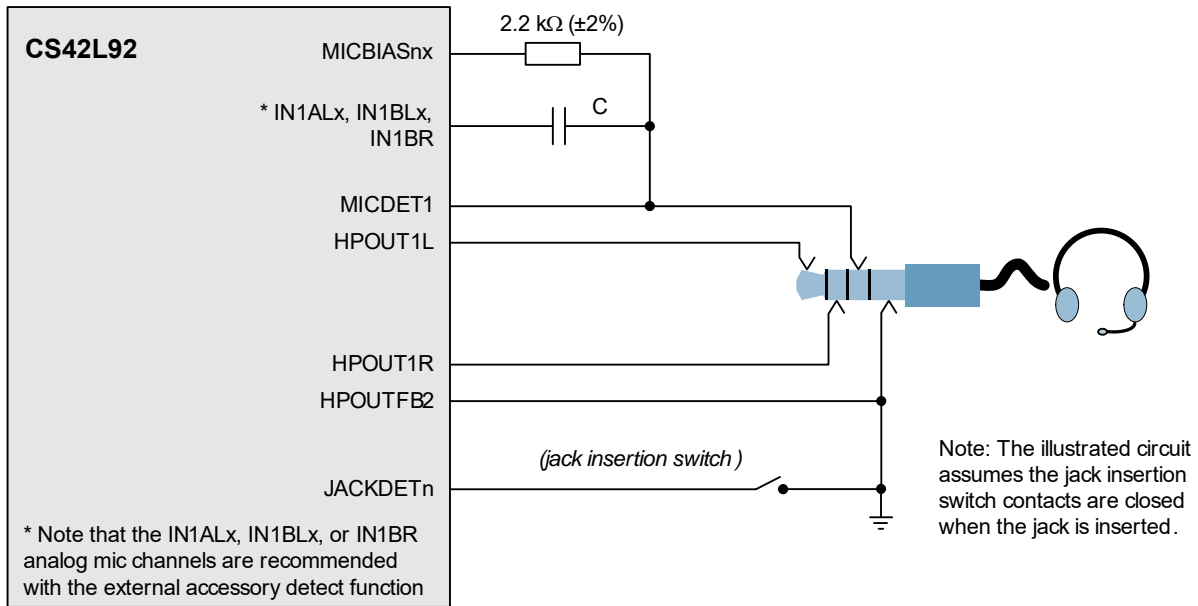 2.2 kΩ (±2%)
CS42L92
MICBIASnx
* IN1ALx, IN1BLx,
IN1BR
C
MICDET1
HPOUT1L
HPOUT1R
HPOUTFB2
(jack insertion switch)
JACKDETn
Note: The illustrated circuit
assumes the jack insertion
switch contacts are closed
when the jack is inserted.
* Note that the IN1ALx, IN1BLx, or IN1BR
analog mic channels are recommended
with the external accessory detect function